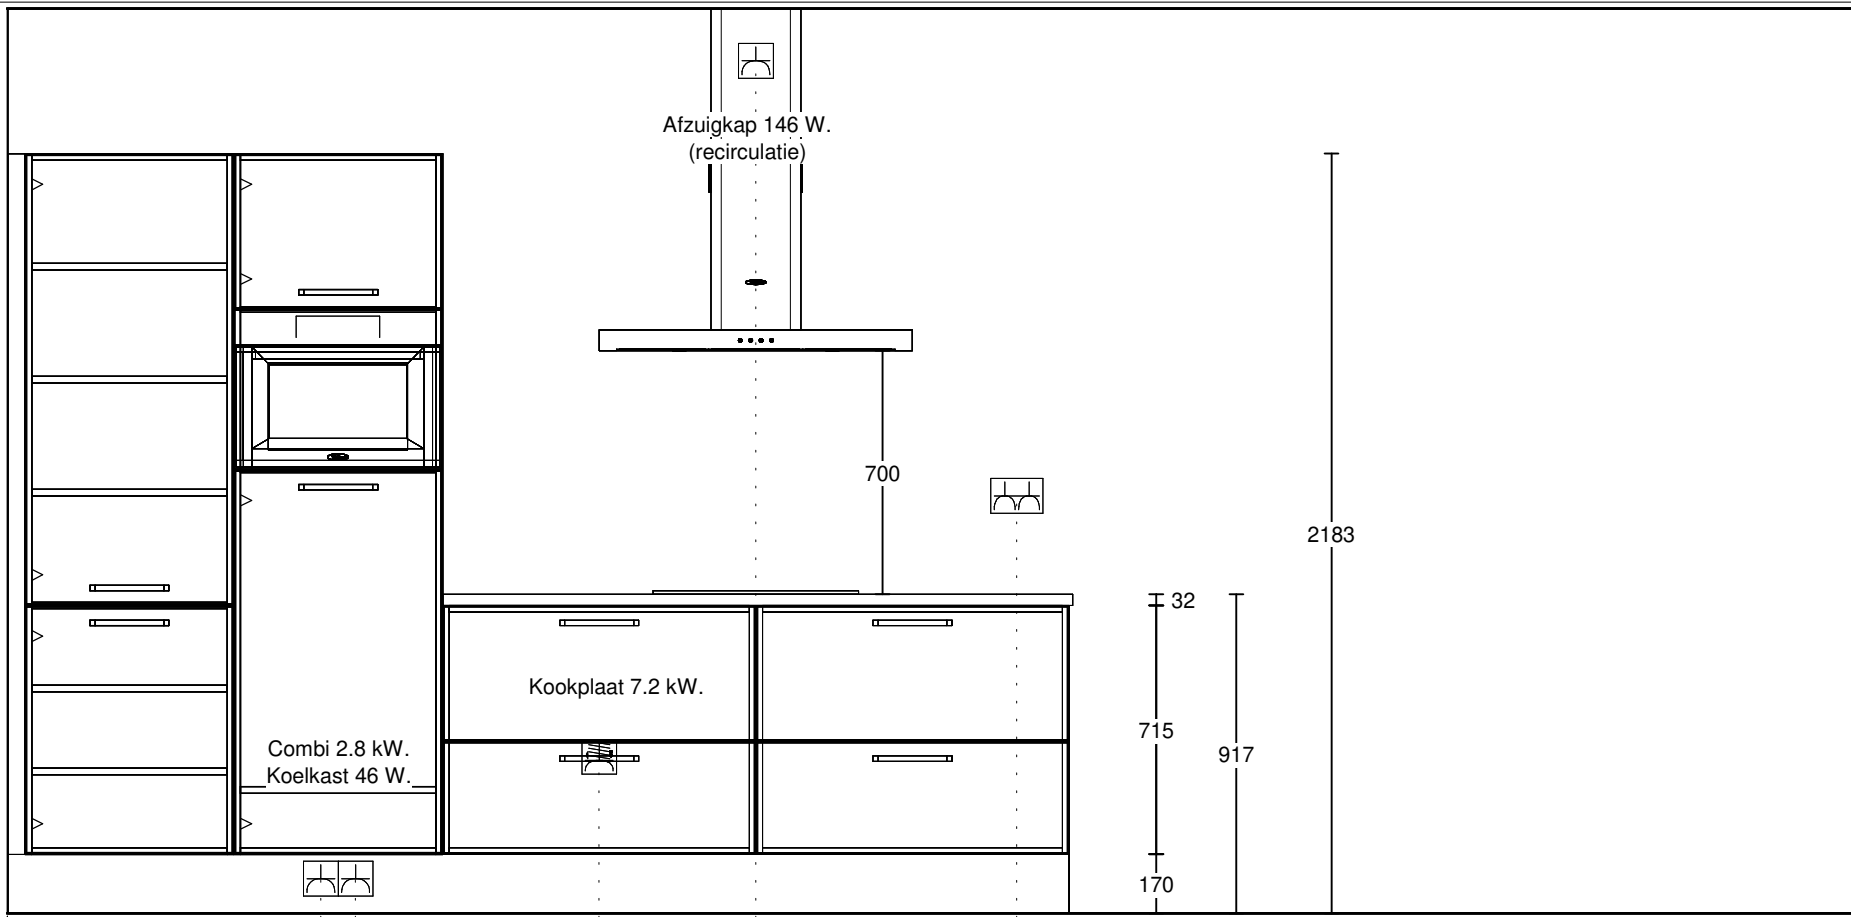 Afzuigkap 146 W.
(recirculatie)
700
2183
32
Kookplaat 7.2 kW.
715
917
Combi 2.8 kW.
Koelkast 46 W.
170